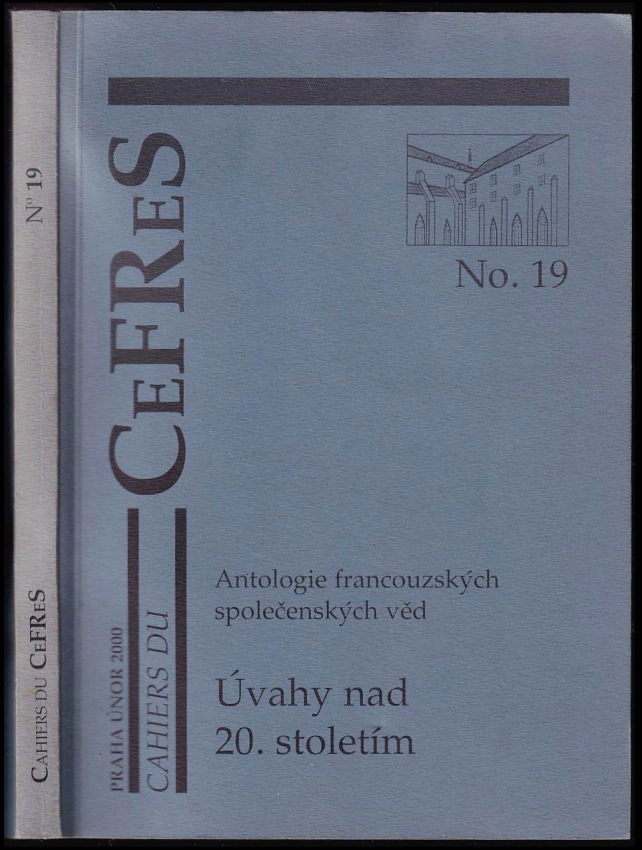 CAHIERS DU CEFRES
Nº 19
PRAHA ÚNOR 2000
CAHIERS DU
CEFRES
No. 19
Antologie francouzských
společenských věd
Úvahy nad
20. stoletím